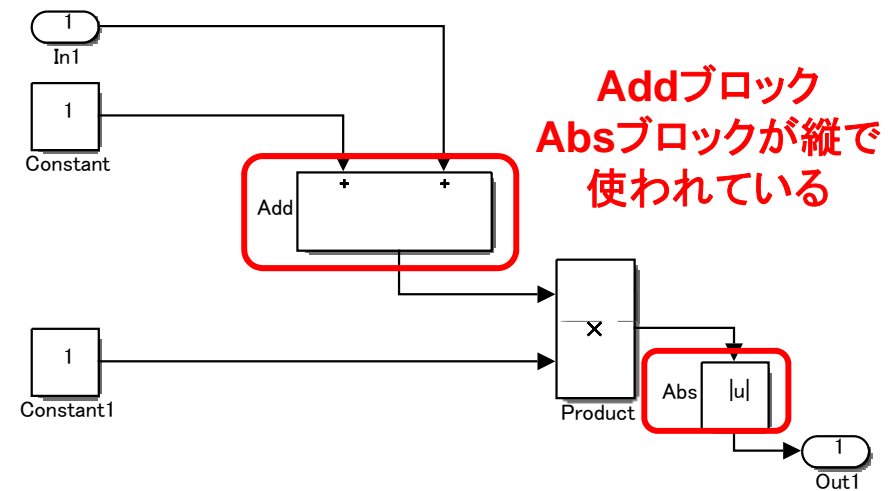 1
In1
Addブロック
Absブロックが縦で
使われている
1
Constant
Add
+ +
×
1
Constant1
Product
Abs
|u|
1
Out1